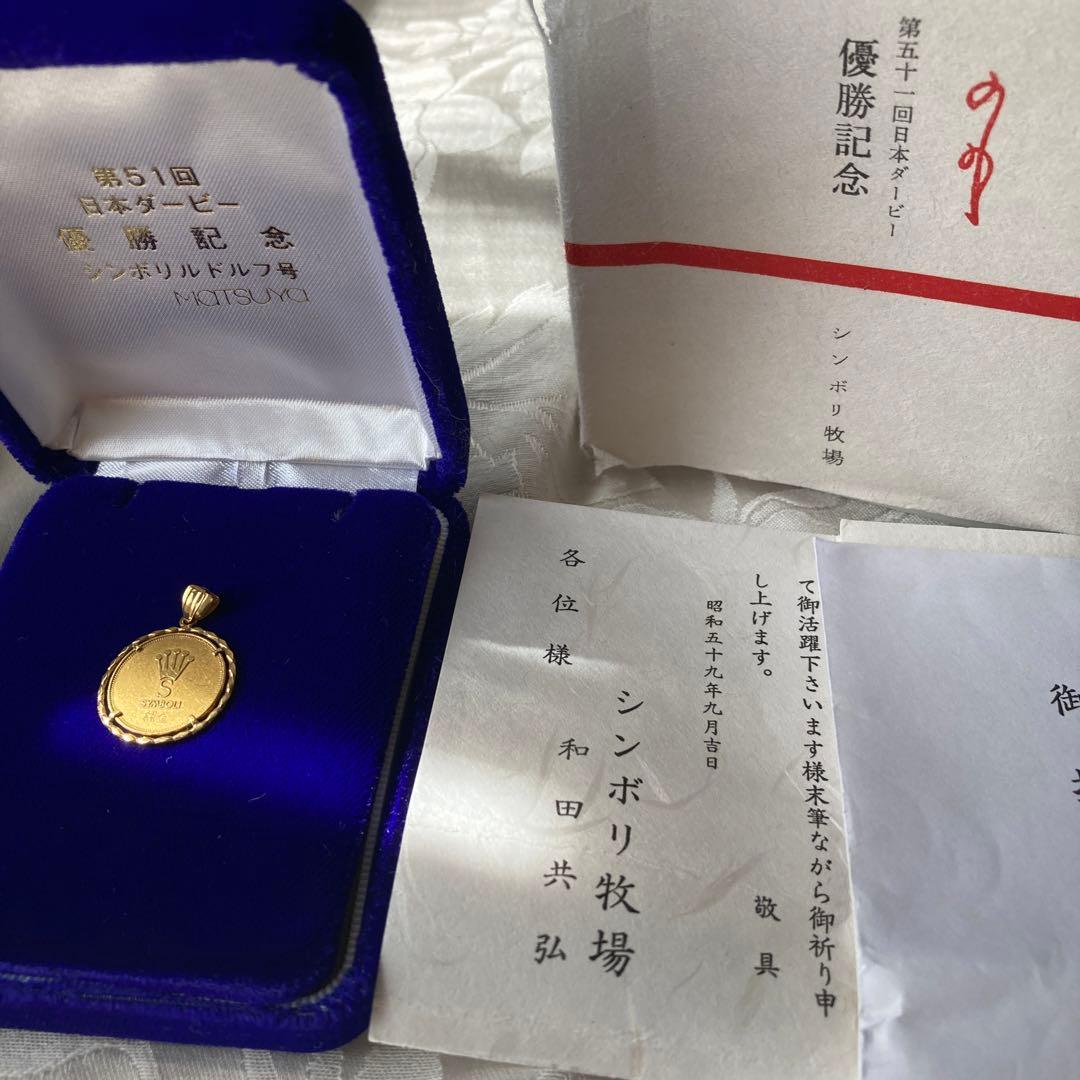 第51回
日本ダービー
優勝記念
シンボリルドルフ号
MATSUYA
S
SYMBOLI
純金
のし
第五十一回日本ダービー
優勝記念
シンボリ牧場
て御活躍下さいます様末筆ながら御祈り申
し上げます。
敬具
昭和五十九年九月吉日
シンボリ牧場
和田共弘
各位様
御